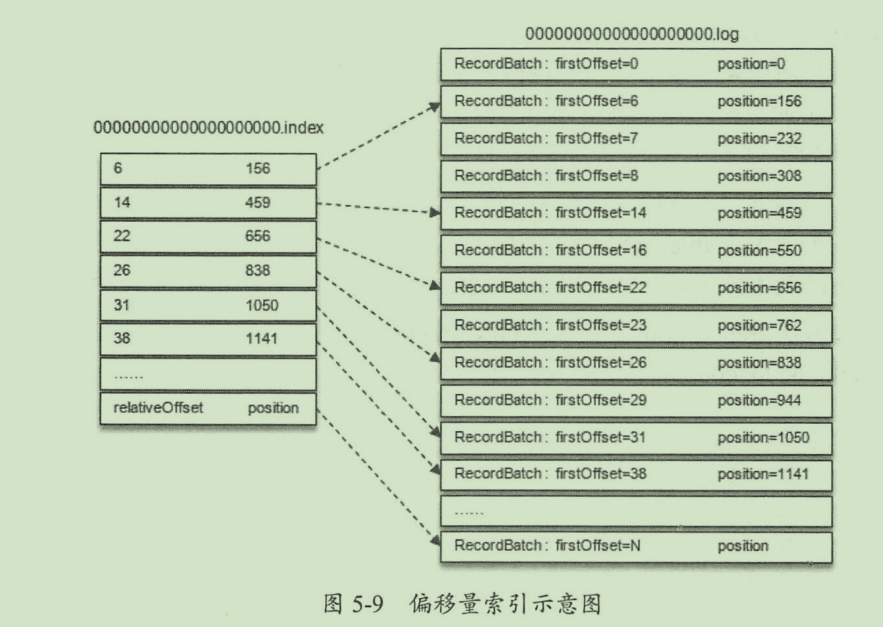 00000000000000000000.index
6 156
14 459
22 656
26 838
31 1050
38 1141
......
relativeOffset position
00000000000000000000.log
RecordBatch: firstOffset=0 position=0
RecordBatch: firstOffset=6 position=156
RecordBatch: firstOffset=7 position=232
RecordBatch: firstOffset=8 position=308
RecordBatch: firstOffset=14 position=459
RecordBatch: firstOffset=16 position=550
RecordBatch: firstOffset=22 position=656
RecordBatch: firstOffset=23 position=762
RecordBatch: firstOffset=26 position=838
RecordBatch: firstOffset=29 position=944
RecordBatch: firstOffset=31 position=1050
RecordBatch: firstOffset=38 position=1141
......
RecordBatch: firstOffset=N position
图 5-9 偏移量索引示意图